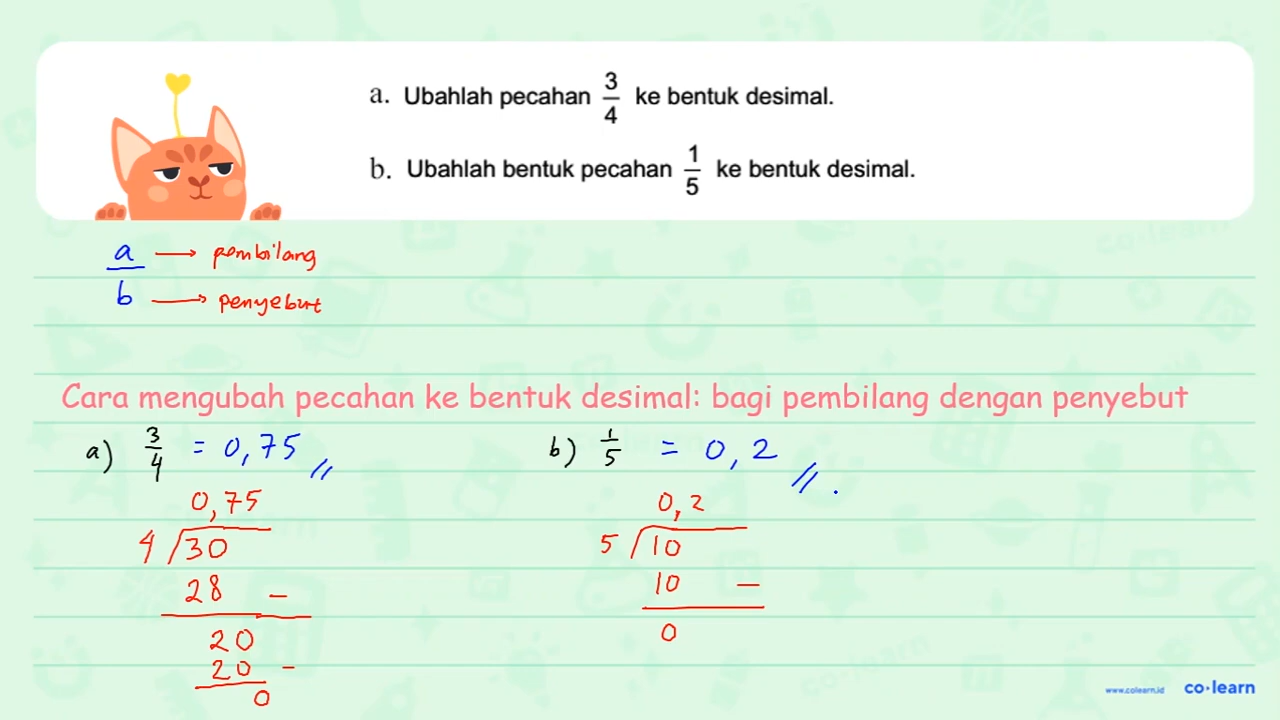 a. Ubahlah pecahan 3/4 ke bentuk desimal.
b. Ubahlah bentuk pecahan 1/5 ke bentuk desimal.
a → pembilang
b → penyebut
Cara mengubah pecahan ke bentuk desimal: bagi pembilang dengan penyebut
a) 3/4 = 0,75 //
0,75
4 / 30
28 −
20
20 −
0
b) 1/5 = 0,2 // .
0,2
5 / 10
10 −
0
www.colearn.id co·learn